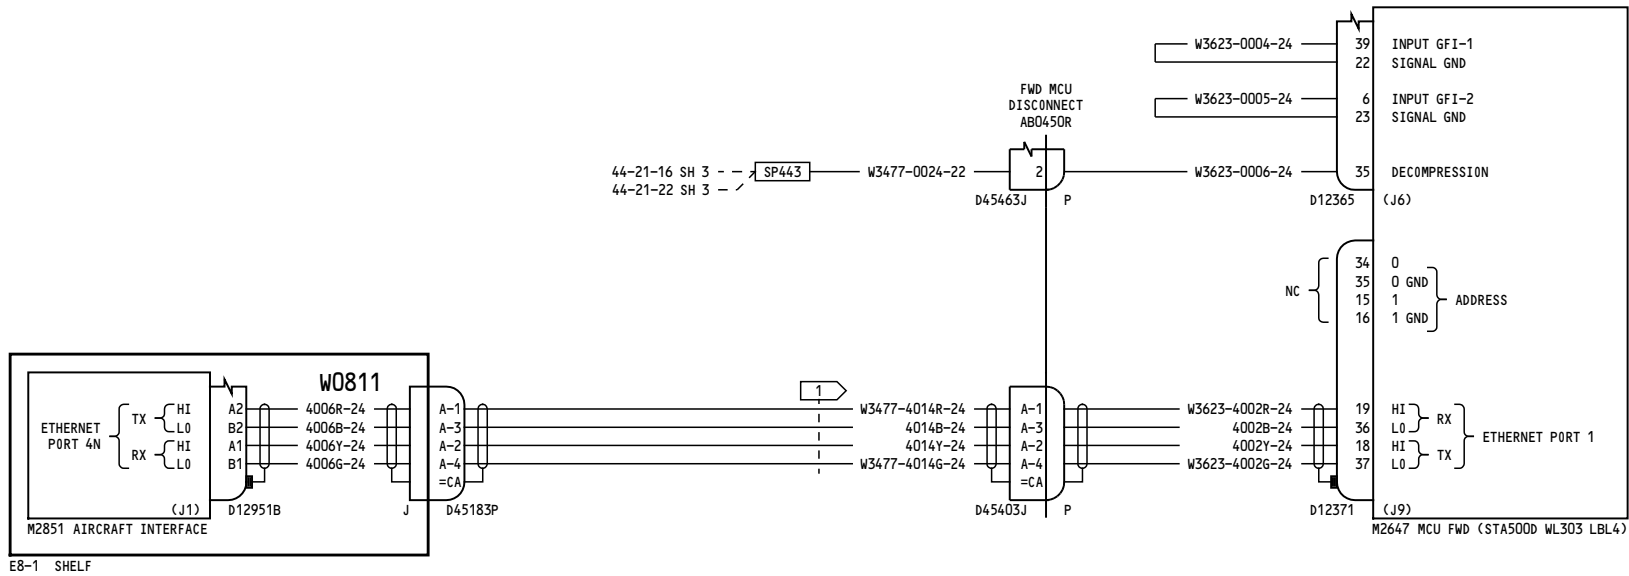 W3623-0004-24 39 INPUT GFI-1
22 SIGNAL GND
FWD MCU
DISCONNECT
AB0450R
W3623-0005-24 6 INPUT GFI-2
23 SIGNAL GND
44-21-16 SH 3 SP443 W3477-0024-22 2 W3623-0006-24 35 DECOMPRESSION
44-21-22 SH 3
D45463J P D12365 (J6)
34 0
35 0 GND
NC
15 1 ADDRESS
16 1 GND
W0811
1
HI A2 4006R-24 A-1 W3477-4014R-24 A-1 W3623-4002R-24 19 HI
TX RX
ETHERNET LO B2 4006B-24 A-3 4014B-24 A-3 4002B-24 36 LO
ETHERNET PORT 1
PORT 4N HI A1 4006Y-24 A-2 4014Y-24 A-2 4002Y-24 18 HI
RX TX
LO B1 4006G-24 A-4 W3477-4014G-24 A-4 W3623-4002G-24 37 LO
=CA =CA
(J1) D12951B J D45183P D45403J P D12371 (J9)
M2851 AIRCRAFT INTERFACE M2647 MCU FWD (STA500D WL303 LBL4)
E8-1 SHELF